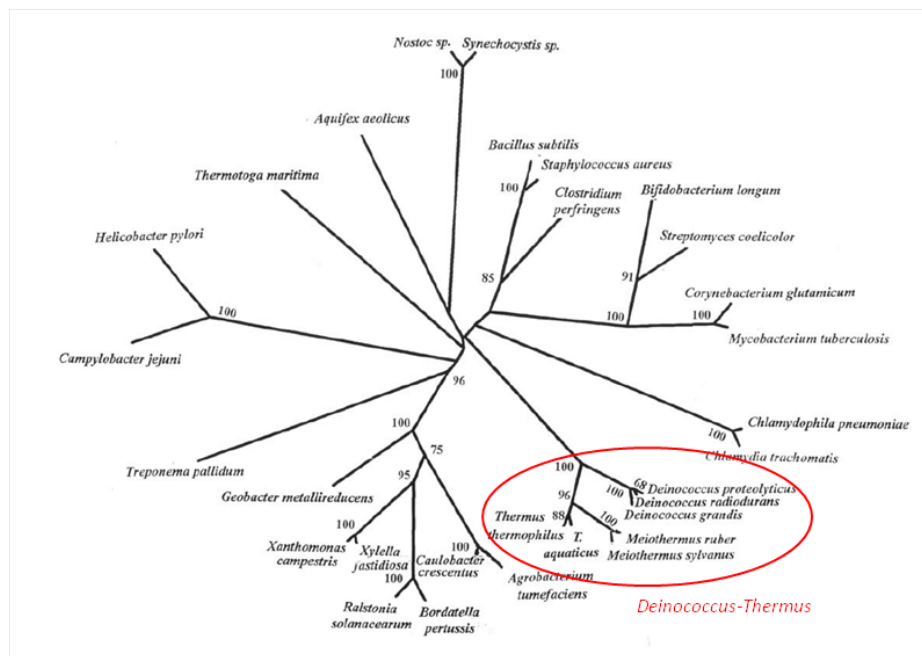 Nostoc sp. Synechocystis sp.
100
Aquifex aeolicus
Bacillus subtilis
Staphylococcus aureus
Thermotoga maritima
100
Clostridium
perfringens
Bifidobacterium longum
Helicobacter pylori
Streptomyces coelicolor
85
91
Corynebacterium glutamicum
100
100
100
Mycobacterium tuberculosis
Campylobacter jejuni
96
Chlamydophila pneumoniae
100
100
Chlamydia trachomatis
75
Treponema pallidum
100
95
68
Deinococcus proteolyticus
Geobacter metallireducens
96
100
Deinococcus radiodurans
Deinococcus grandis
Thermus
thermophilus
88
100
100
Meiothermus ruber
T.
aquaticus
Meiothermus sylvanus
Xanthomonas
campestris
Xylella
jastidiosa
100
Caulobacter
crescentus
100
Agrobacterium
tumefaciens
Ralstonia
solanacearum
Bordatella
pertussis
Deinococcus-Thermus